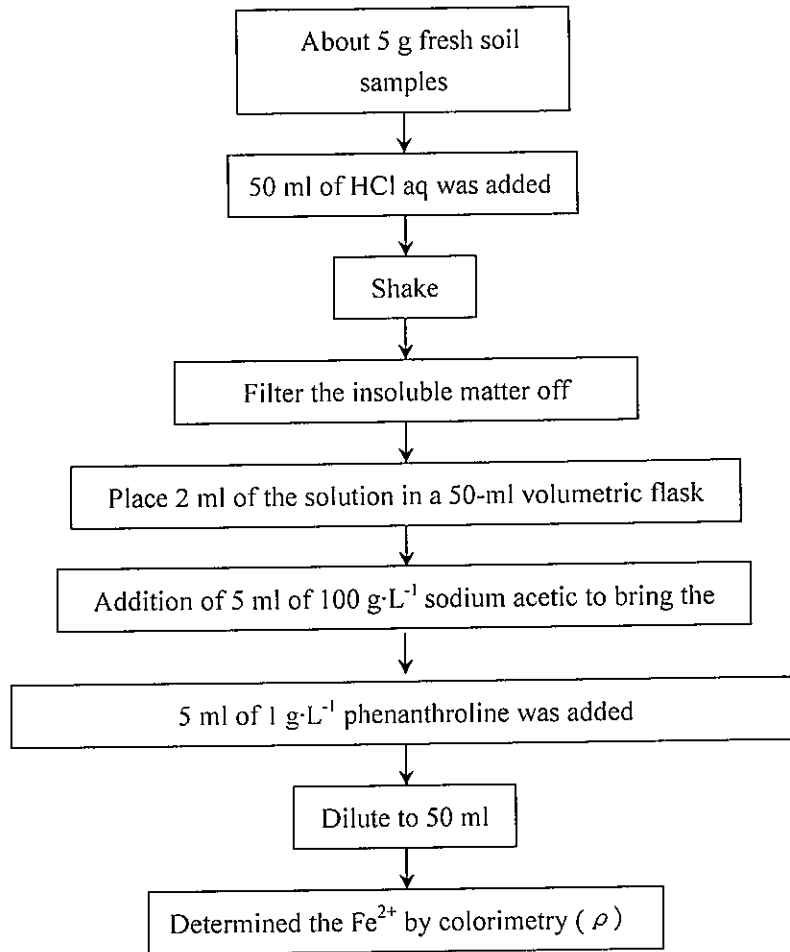 About 5 g fresh soil
samples
50 ml of HCl aq was added
Shake
Filter the insoluble matter off
Place 2 ml of the solution in a 50-ml volumetric flask
Addition of 5 ml of 100 g·L⁻¹ sodium acetic to bring the
5 ml of 1 g·L⁻¹ phenanthroline was added
Dilute to 50 ml
Determined the Fe²⁺ by colorimetry ( ρ )